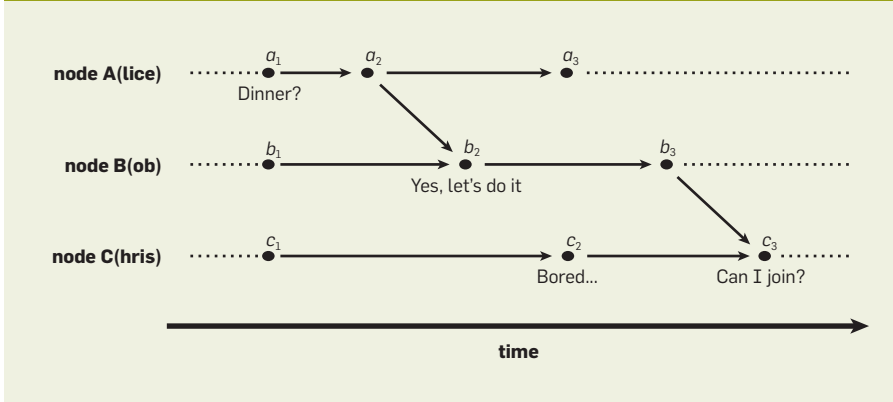 a₁ a₂ a₃
node A(lice)
Dinner?
b₁ b₂ b₃
node B(ob)
Yes, let's do it
c₁ c₂ c₃
node C(hris)
Bored... Can I join?
time